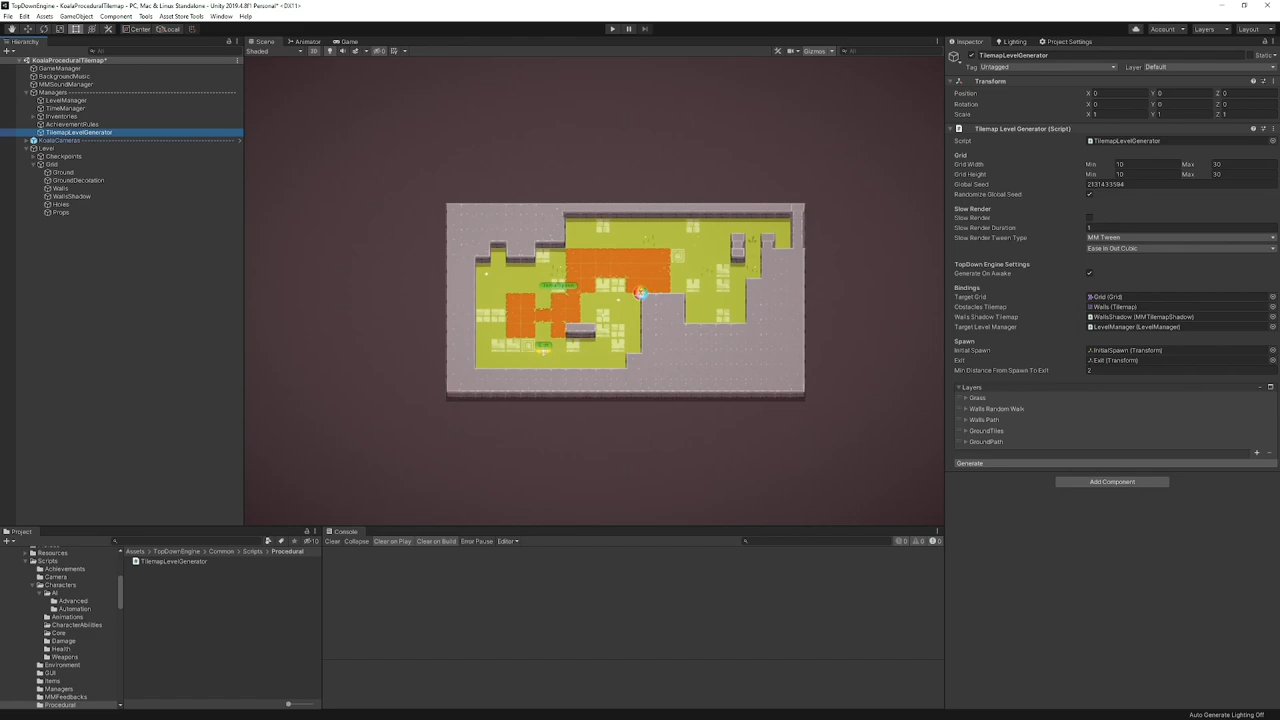 TopDownEngine - KoalaProceduralTilemap - PC, Mac & Linux Standalone - Unity 2019.4.8f1 Personal* <DX11>
File Edit Assets GameObject Component Tools Asset Store Tools Window Help
Center Local
Account Layers Layout
Hierarchy
All
KoalaProceduralTilemap*
GameManager
BackgroundMusic
MMSoundManager
Managers
LevelManager
TimeManager
Inventories
AchievementRules
TilemapLevelGenerator
KoalaCameras
Level
Checkpoints
Grid
Ground
GroundDecoration
Walls
WallsShadow
Holes
Props
Scene Animator Game
Shaded 2D 0 Gizmos All
Inspector Lighting Project Settings
TilemapLevelGenerator Static
Tag Untagged Layer Default
Transform
Position X 0 Y 0 Z 0
Rotation X 0 Y 0 Z 0
Scale X 1 Y 1 Z 1
Tilemap Level Generator (Script)
Script TilemapLevelGenerator
Grid
Grid Width Min 10 Max 30
Grid Height Min 10 Max 30
Global Seed 2131433594
Randomize Global Seed
Slow Render
Slow Render
Slow Render Duration 1
Slow Render Tween Type MM Tween
Ease In Out Cubic
TopDown Engine Settings
Generate On Awake
Bindings
Target Grid Grid (Grid)
Obstacles Tilemap Walls (Tilemap)
Walls Shadow Tilemap WallsShadow (MMTilemapShadow)
Target Level Manager LevelManager (LevelManager)
Spawn
Initial Spawn InitialSpawn (Transform)
Exit Exit (Transform)
Min Distance From Spawn To Exit 2
Layers
Grass
Walls Random Walk
Walls Path
GroundTiles
GroundPath
Generate
Add Component
Project
10
Resources
Scripts
Achievements
Camera
Characters
AI
Advanced
Automation
Animations
CharacterAbilities
Core
Damage
Health
Weapons
Environment
GUI
Items
Managers
MMFeedbacks
Procedural
Assets TopDownEngine Common Scripts Procedural
TilemapLevelGenerator
Console
Clear Collapse Clear on Play Clear on Build Error Pause Editor 0 0 0
Auto Generate Lighting Off